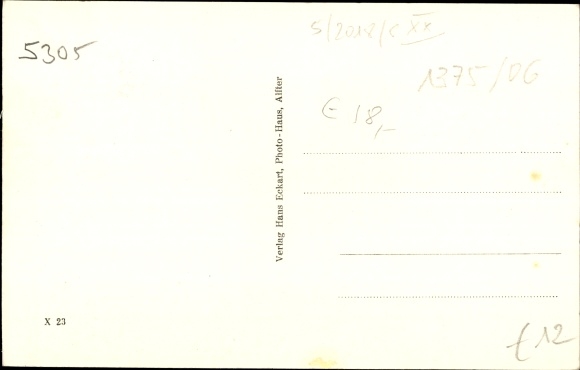 5305
S/2012/C XX
1375/06
€ 18,-
Verlag Hans Eckart, Photo-Haus, Alfter
X 23
€ 12